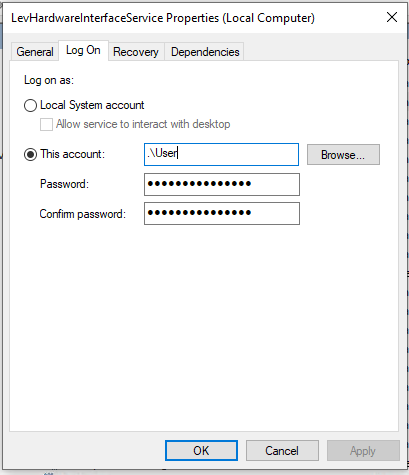 LevHardwareInterfaceService Properties (Local Computer)
General Log On Recovery Dependencies
Log on as:
Local System account
Allow service to interact with desktop
This account: .\User Browse...
Password: •••••••••••••••
Confirm password: •••••••••••••••
OK Cancel Apply